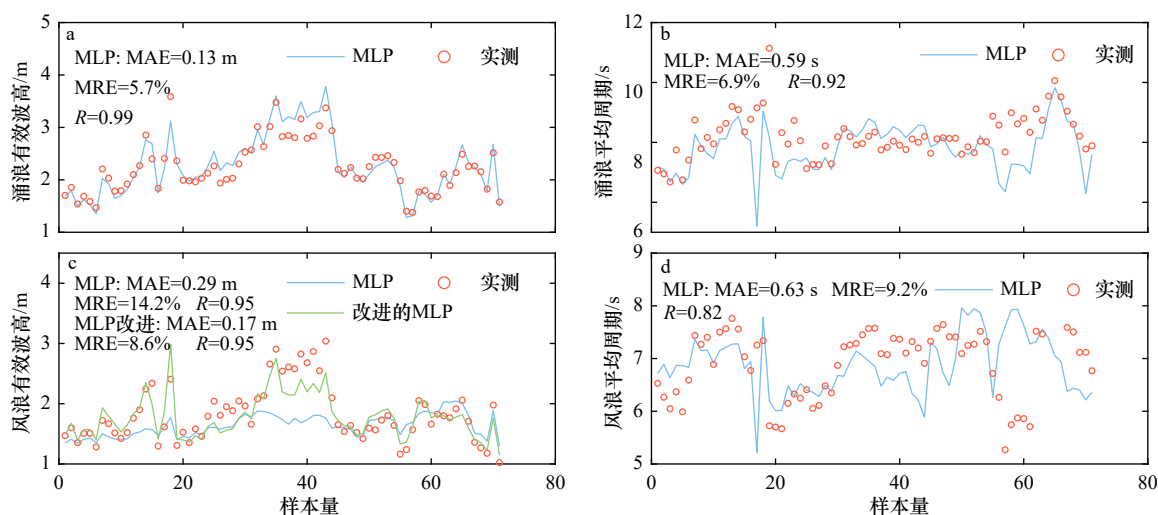 a
MLP: MAE=0.13 m
MRE=5.7%
R=0.99
MLP 实测
涌浪有效波高/m
5
4
3
2
1
b
MLP: MAE=0.59 s
MRE=6.9% R=0.92
MLP 实测
涌浪平均周期/s
12
10
8
6
c
MLP: MAE=0.29 m
MRE=14.2% R=0.95
MLP改进: MAE=0.17 m
MRE=8.6% R=0.95
MLP 实测
改进的MLP
风浪有效波高/m
4
3
2
1
0 20 40 60 80
样本量
d
MLP: MAE=0.63 s MRE=9.2%
R=0.82
MLP 实测
风浪平均周期/s
9
8
7
6
5
0 20 40 60 80
样本量